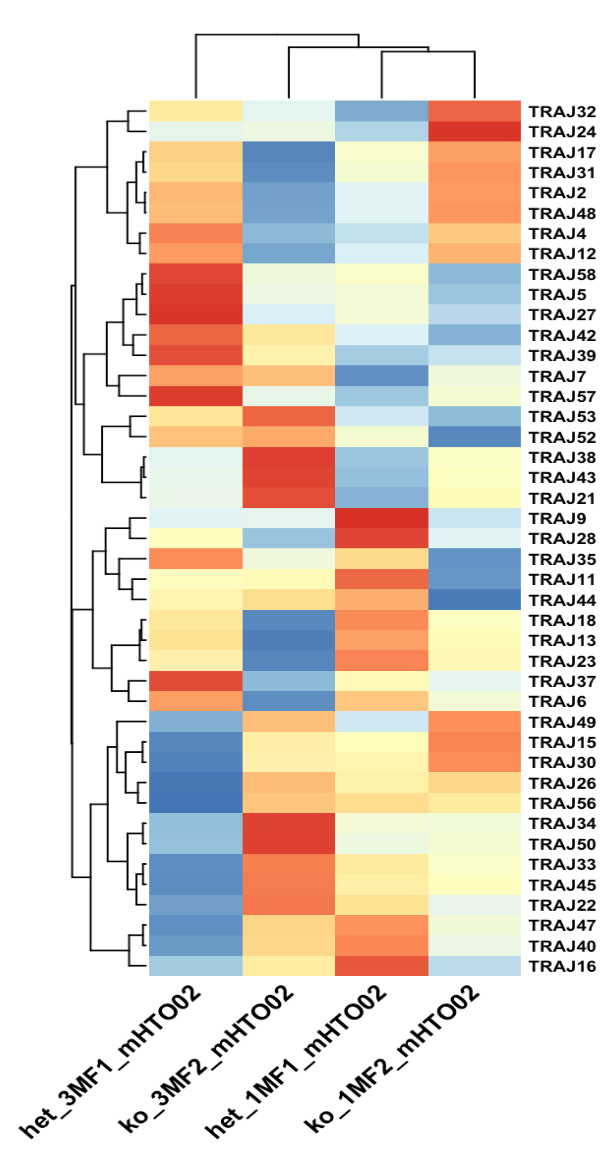 TRAJ32
TRAJ24
TRAJ17
TRAJ31
TRAJ2
TRAJ48
TRAJ4
TRAJ12
TRAJ58
TRAJ5
TRAJ27
TRAJ42
TRAJ39
TRAJ7
TRAJ57
TRAJ53
TRAJ52
TRAJ38
TRAJ43
TRAJ21
TRAJ9
TRAJ28
TRAJ35
TRAJ11
TRAJ44
TRAJ18
TRAJ13
TRAJ23
TRAJ37
TRAJ6
TRAJ49
TRAJ15
TRAJ30
TRAJ26
TRAJ56
TRAJ34
TRAJ50
TRAJ33
TRAJ45
TRAJ22
TRAJ47
TRAJ40
TRAJ16
het_3MF1_mHTO02
ko_3MF2_mHTO02
het_1MF1_mHTO02
ko_1MF2_mHTO02